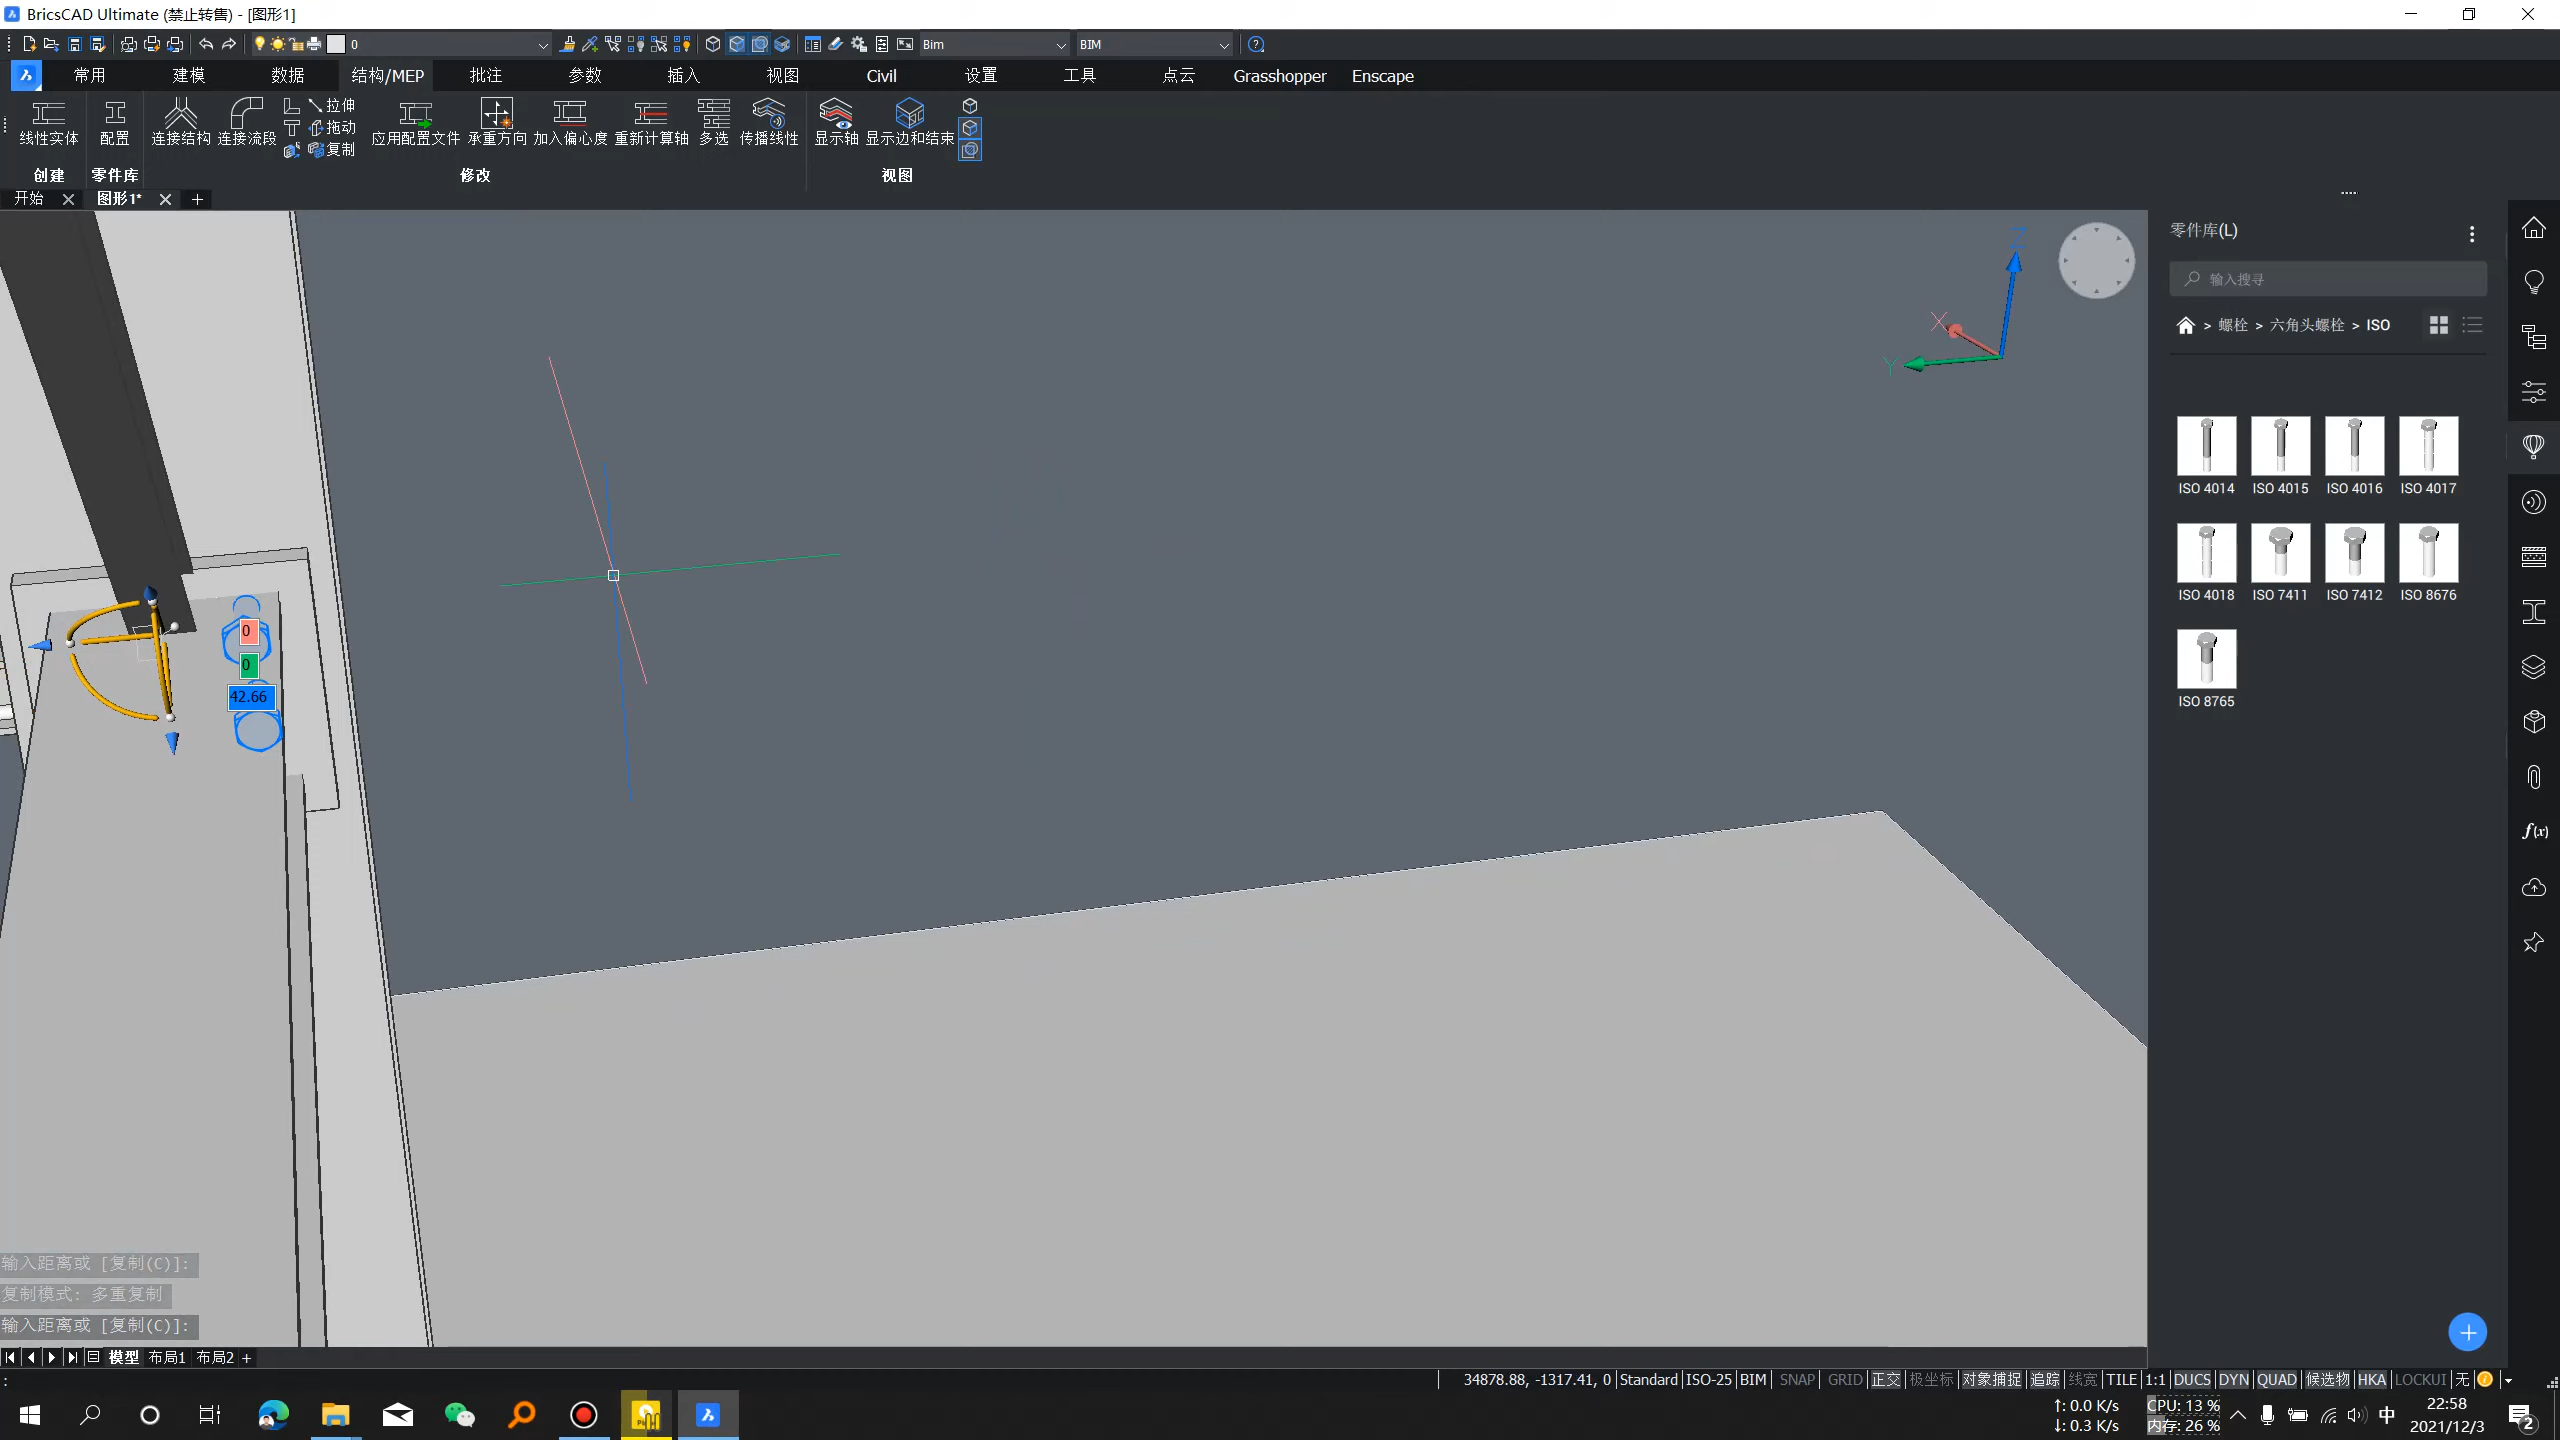 BricsCAD Ultimate (禁止转售) - [图形1]
0 Bim BIM
常用 建模 数据 结构/MEP 批注 参数 插入 视图 Civil 设置 工具 点云 Grasshopper Enscape
拉伸
拖动
复制
线性实体 配置 连接结构 连接流段 应用配置文件 承重方向 加入偏心度 重新计算轴 多选 传播线性 显示轴 显示边和结束
创建 零件库 修改 视图
开始 图形1*
零件库(L)
输入搜寻
> 螺栓 > 六角头螺栓 > ISO
ISO 4014 ISO 4015 ISO 4016 ISO 4017
ISO 4018 ISO 7411 ISO 7412 ISO 8676
ISO 8765
f(x)
Z
X
Y
0
0
42.66
输入距离或 [复制(C)]:
复制模式: 多重复制
输入距离或 [复制(C)]:
模型 布局1 布局2 +
:
34878.88, -1317.41, 0 Standard ISO-25 BIM SNAP GRID 正交 极坐标 对象捕捉 追踪 线宽 TILE 1:1 DUCS DYN QUAD 候选物 HKA LOCKUI 无
↑: 0.0 K/s CPU: 13 %
↓: 0.3 K/s 内存: 26 %
中
22:58
2021/12/3
2